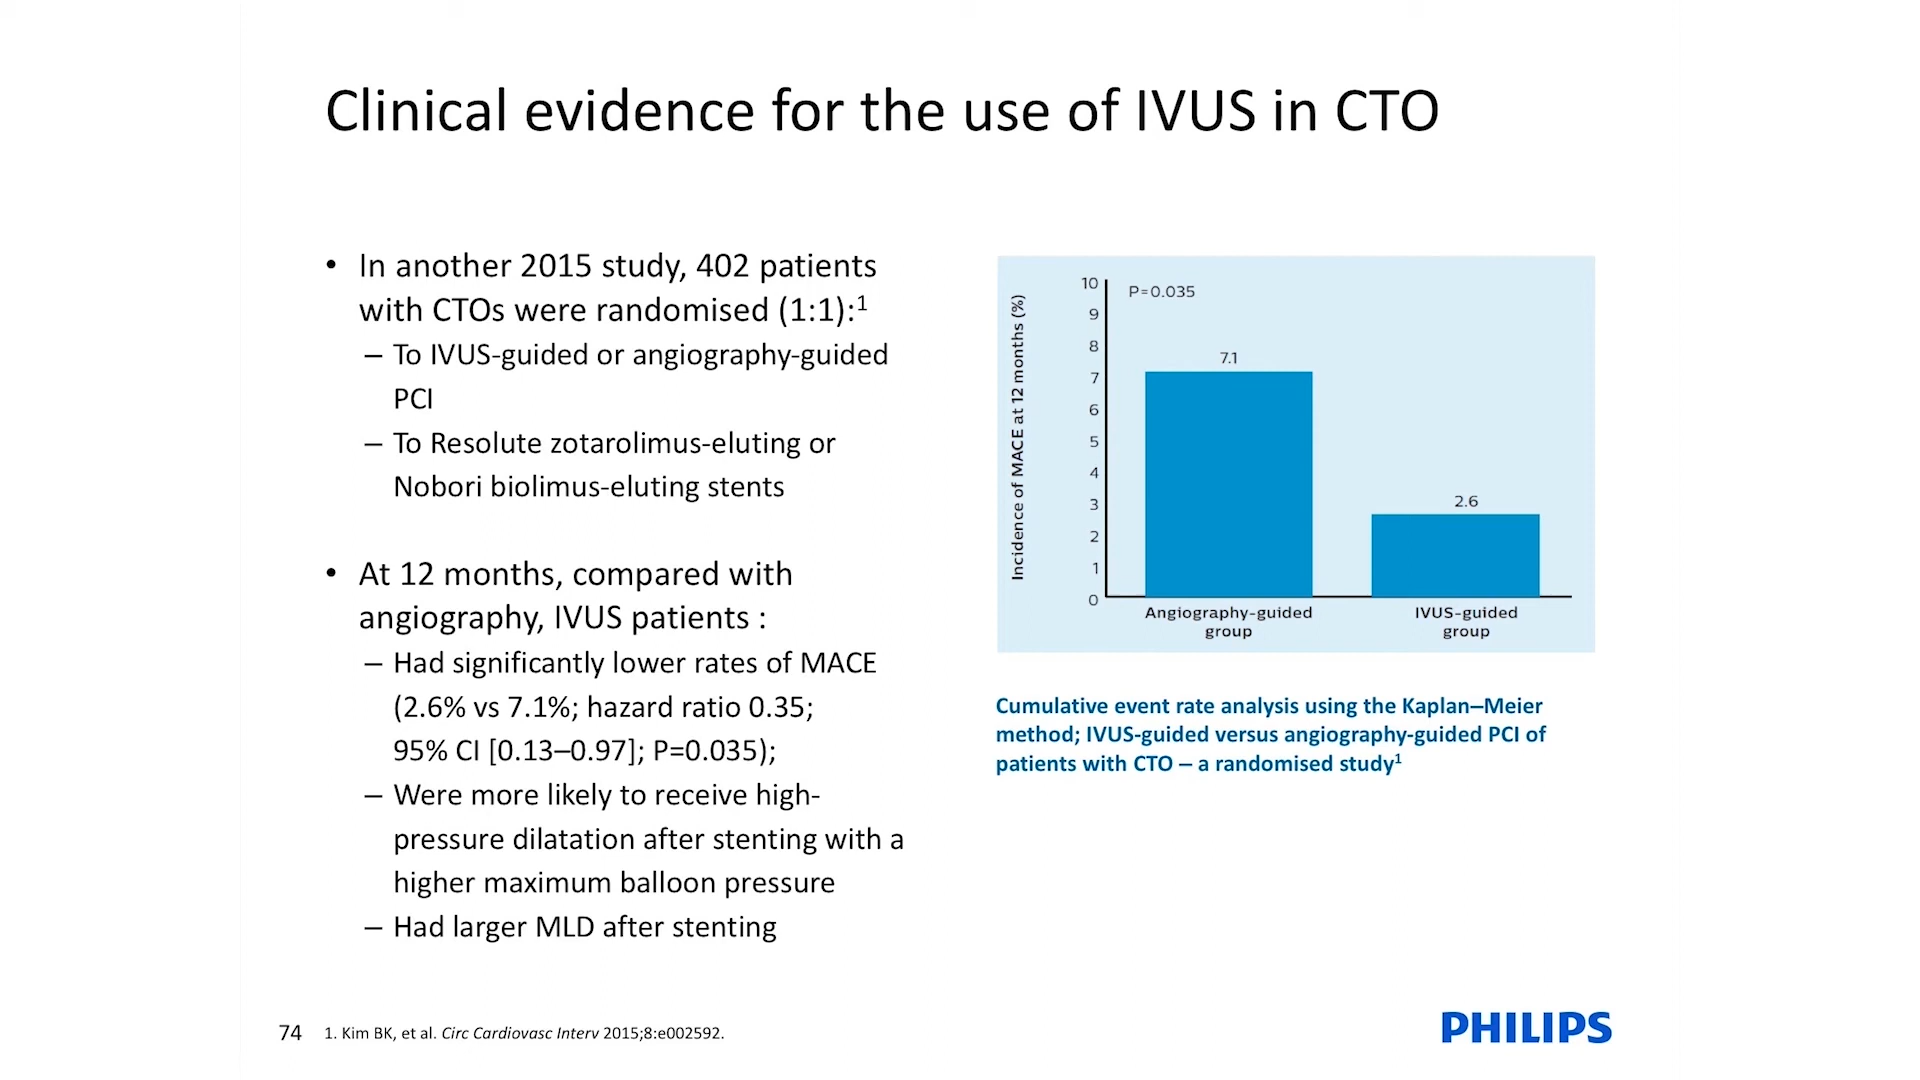 Clinical evidence for the use of IVUS in CTO
• In another 2015 study, 402 patients
with CTOs were randomised (1:1):1
– To IVUS-guided or angiography-guided
PCI
– To Resolute zotarolimus-eluting or
Nobori biolimus-eluting stents
• At 12 months, compared with
angiography, IVUS patients :
– Had significantly lower rates of MACE
(2.6% vs 7.1%; hazard ratio 0.35;
95% CI [0.13–0.97]; P=0.035);
– Were more likely to receive high-
pressure dilatation after stenting with a
higher maximum balloon pressure
– Had larger MLD after stenting
Incidence of MACE at 12 months (%)
10
9
8
7
6
5
4
3
2
1
0
P=0.035
7.1
2.6
Angiography-guided
group
IVUS-guided
group
Cumulative event rate analysis using the Kaplan–Meier
method; IVUS-guided versus angiography-guided PCI of
patients with CTO – a randomised study1
74
1. Kim BK, et al. Circ Cardiovasc Interv 2015;8:e002592.
PHILIPS